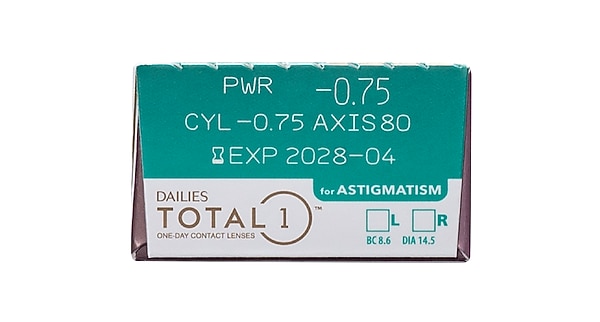 PWR -0.75
CYL -0.75 AXIS 80
EXP 2028-04
for ASTIGMATISM
DAILIES
TOTAL 1™
ONE-DAY CONTACT LENSES
L R
BC 8.6 DIA 14.5